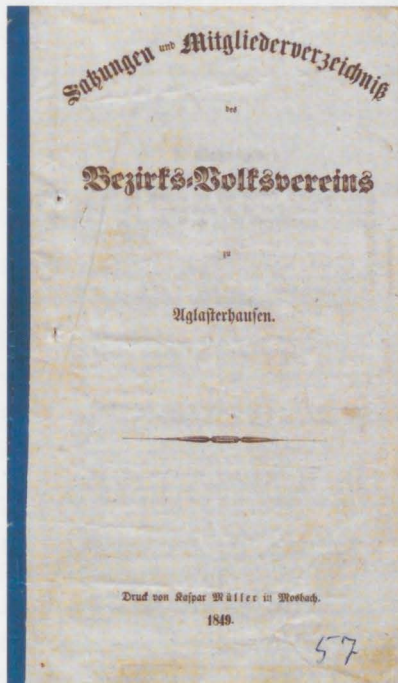 Satzungen und Mitgliederverzeichniß
des
Bezirks-Volksvereins
zu
Aglasterhausen.
Druck von Kaspar Müller in Mosbach.
1849.
57